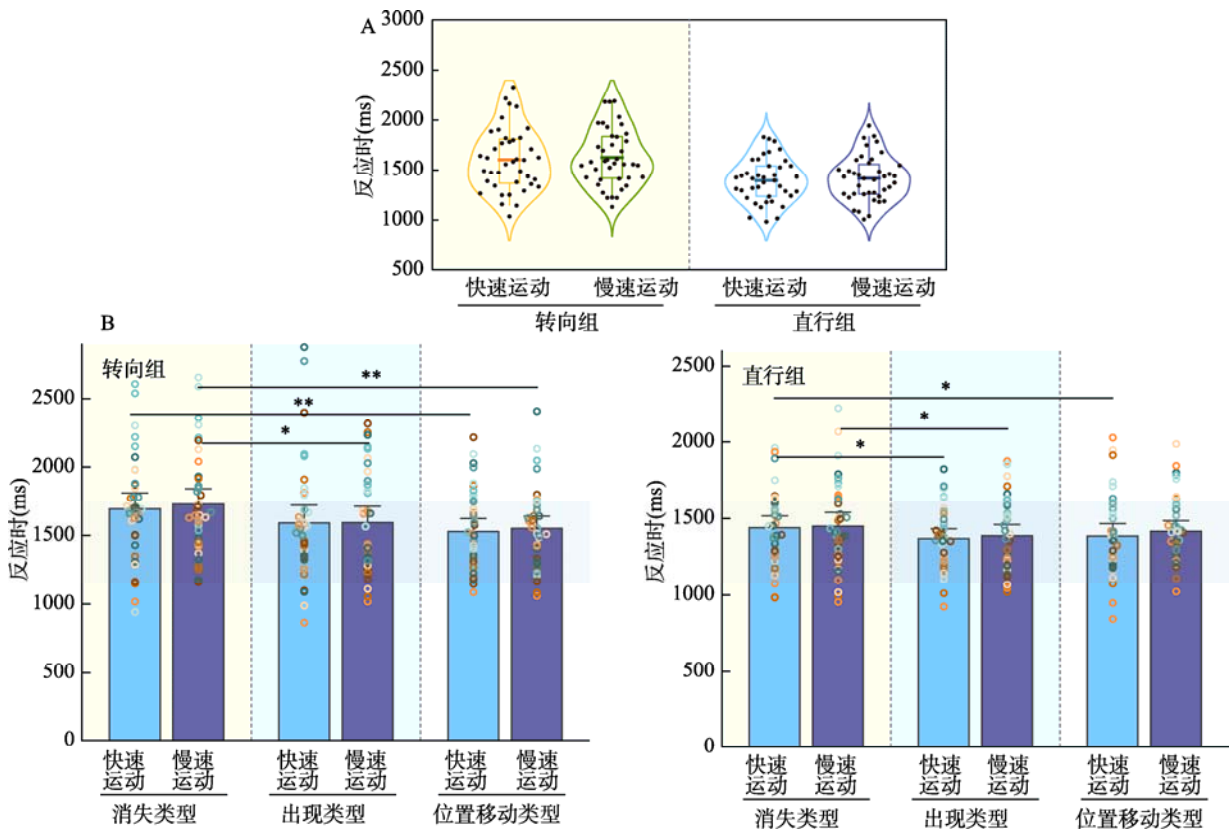 A
3000
2500
2000
1500
1000
500
反应时(ms)
快速运动 慢速运动 快速运动 慢速运动
转向组 直行组
B
转向组
2500
2000
1500
1000
500
0
反应时(ms)
**
**
*
快速 慢速 快速 慢速 快速 慢速
运动 运动 运动 运动 运动 运动
消失类型 出现类型 位置移动类型
直行组
2500
2000
1500
1000
500
0
反应时(ms)
*
*
*
快速 慢速 快速 慢速 快速 慢速
运动 运动 运动 运动 运动 运动
消失类型 出现类型 位置移动类型